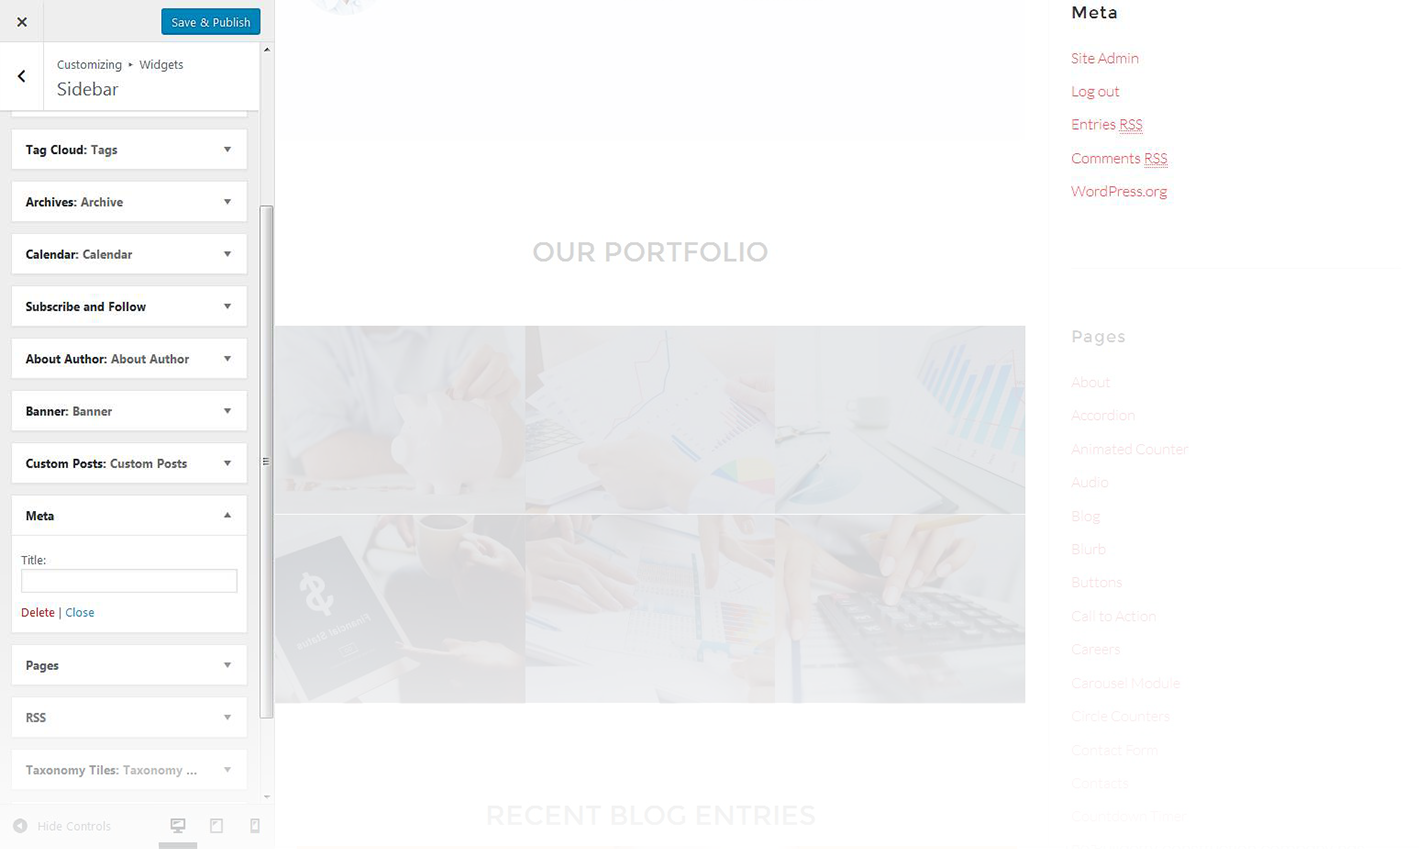 Save & Publish
Customizing ▸ Widgets
Sidebar
Tag Cloud: Tags
Archives: Archive
Calendar: Calendar
Subscribe and Follow
About Author: About Author
Banner: Banner
Custom Posts: Custom Posts
Meta
Title:
Delete | Close
Pages
RSS
Taxonomy Tiles: Taxonomy ...
Hide Controls
OUR PORTFOLIO
RECENT BLOG ENTRIES
Meta
Site Admin
Log out
Entries RSS
Comments RSS
WordPress.org
Pages
About
Accordion
Animated Counter
Audio
Blog
Blurb
Buttons
Call to Action
Careers
Carousel Module
Circle Counters
Contact Form
Contacts
Countdown Timer